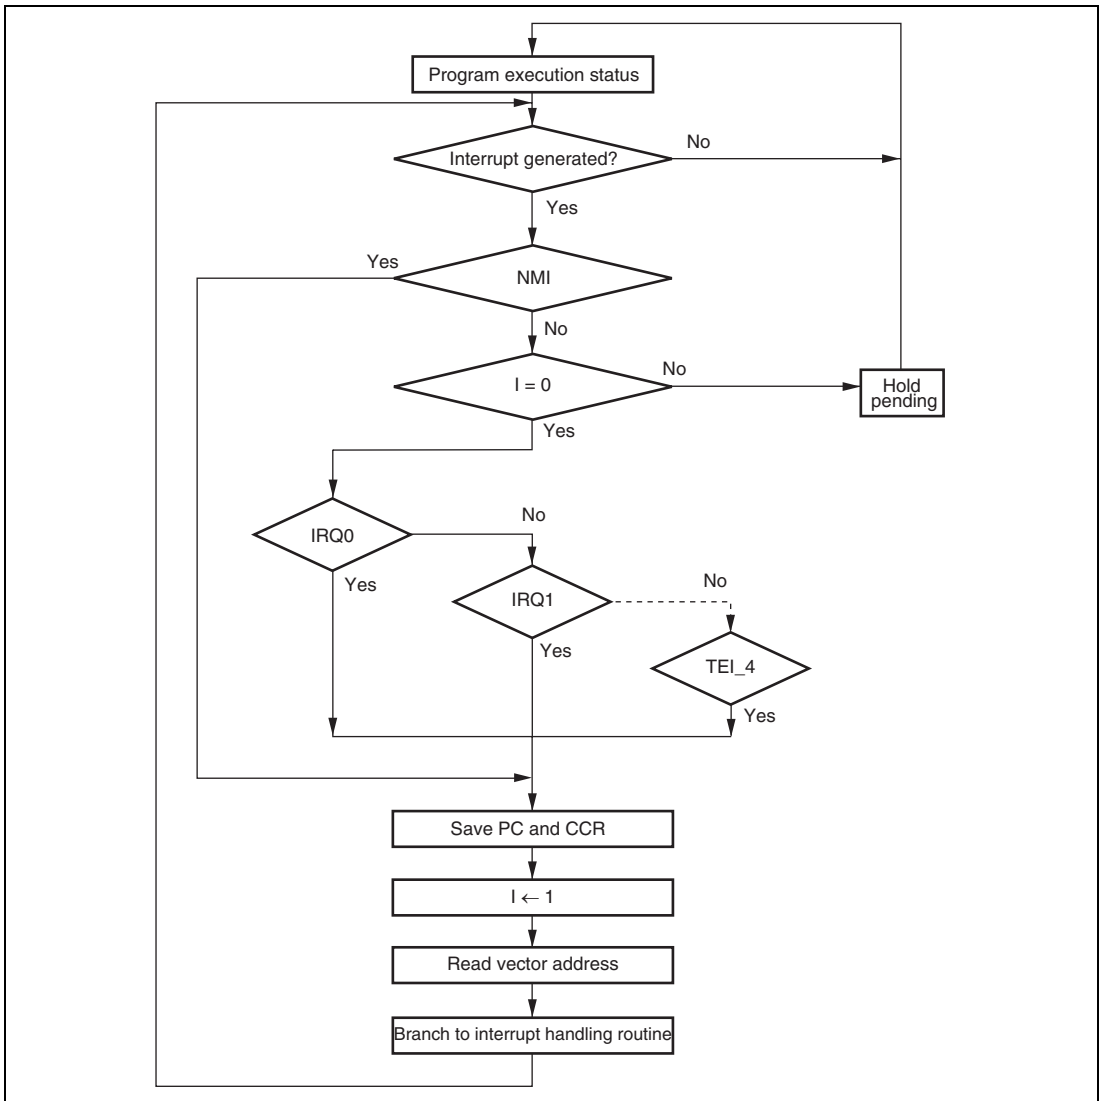 Program execution status
Interrupt generated?
No
Yes
Yes
NMI
No
I = 0
No
Hold
pending
Yes
IRQ0
No
Yes
IRQ1
No
Yes
TEI_4
Yes
Save PC and CCR
I ← 1
Read vector address
Branch to interrupt handling routine